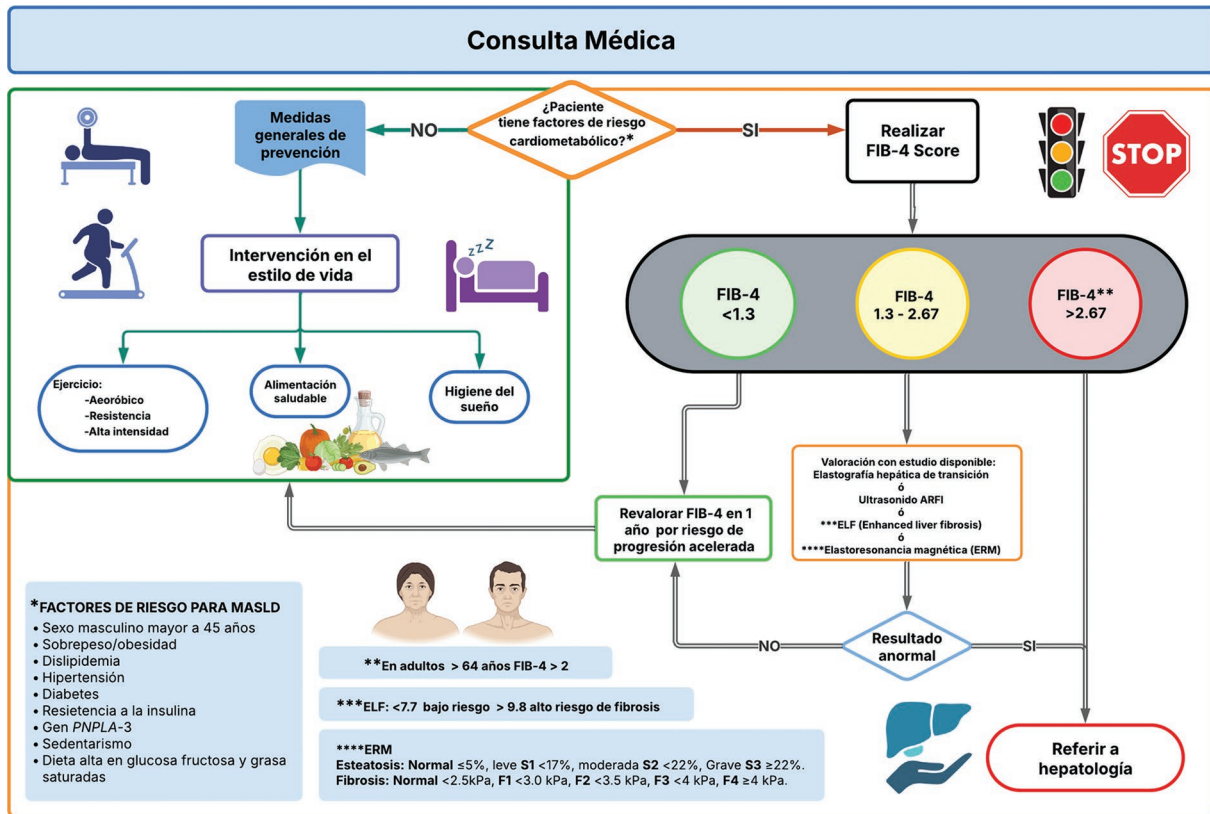 Consulta Médica
¿Paciente
tiene factores de riesgo
cardiometabólico?*
NO
SI
Medidas
generales de
prevención
Realizar
FIB-4 Score
STOP
Intervención en el
estilo de vida
zzZ
FIB-4
<1.3
FIB-4
1.3 - 2.67
FIB-4**
>2.67
Ejercicio:
-Aeoróbico
-Resistencia
-Alta intensidad
Alimentación
saludable
Higiene del
sueño
Valoración con estudio disponible:
Elastografía hepática de transición
ó
Ultrasonido ARFI
ó
***ELF (Enhanced liver fibrosis)
ó
****Elastoresonancia magnética (ERM)
Revalorar FIB-4 en 1
año por riesgo de
progresión acelerada
Resultado
anormal
NO
SI
Referir a
hepatología
*FACTORES DE RIESGO PARA MASLD
• Sexo masculino mayor a 45 años
• Sobrepeso/obesidad
• Dislipidemia
• Hipertensión
• Diabetes
• Resietencia a la insulina
• Gen PNPLA-3
• Sedentarismo
• Dieta alta en glucosa fructosa y grasa
saturadas
**En adultos > 64 años FIB-4 > 2
***ELF: <7.7 bajo riesgo > 9.8 alto riesgo de fibrosis
****ERM
Esteatosis: Normal ≤5%, leve S1 <17%, moderada S2 <22%, Grave S3 ≥22%.
Fibrosis: Normal <2.5kPa, F1 <3.0 kPa, F2 <3.5 kPa, F3 <4 kPa, F4 ≥4 kPa.